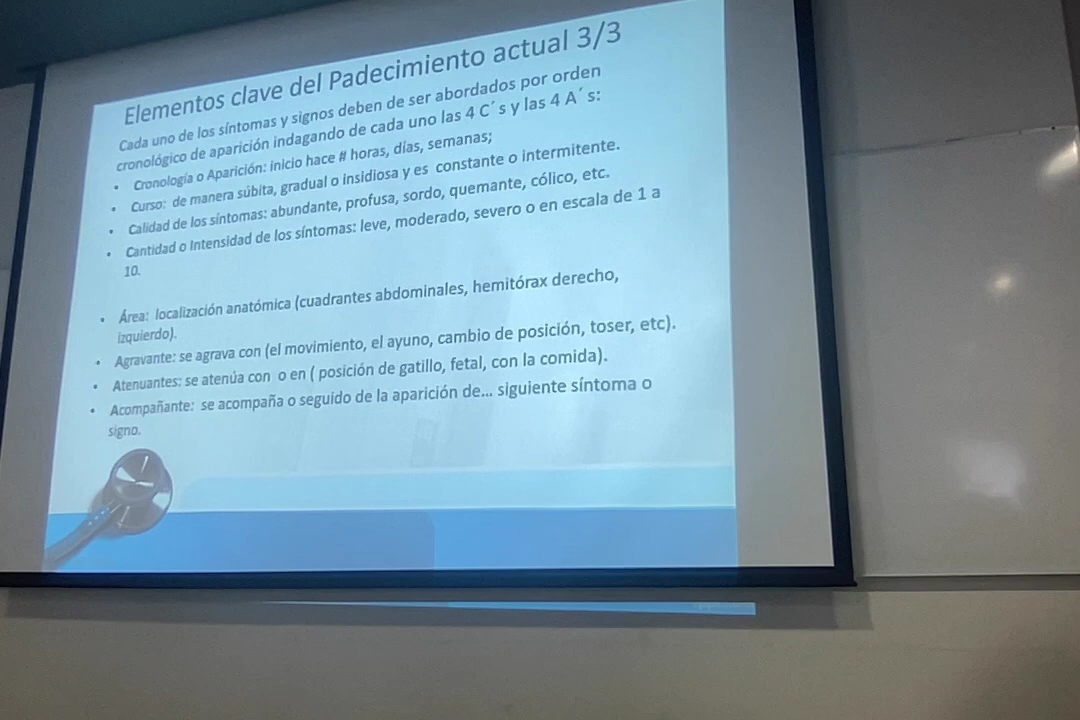 Elementos clave del Padecimiento actual 3/3
Cada uno de los síntomas y signos deben de ser abordados por orden
cronológico de aparición indagando de cada uno las 4 C´s y las 4 A´s:
• Cronología o Aparición: inicio hace # horas, días, semanas;
• Curso: de manera súbita, gradual o insidiosa y es constante o intermitente.
• Calidad de los síntomas: abundante, profusa, sordo, quemante, cólico, etc.
• Cantidad o Intensidad de los síntomas: leve, moderado, severo o en escala de 1 a
10.
• Área: localización anatómica (cuadrantes abdominales, hemitórax derecho,
izquierdo).
• Agravante: se agrava con (el movimiento, el ayuno, cambio de posición, toser, etc).
• Atenuantes: se atenúa con o en ( posición de gatillo, fetal, con la comida).
• Acompañante: se acompaña o seguido de la aparición de... siguiente síntoma o
signo.